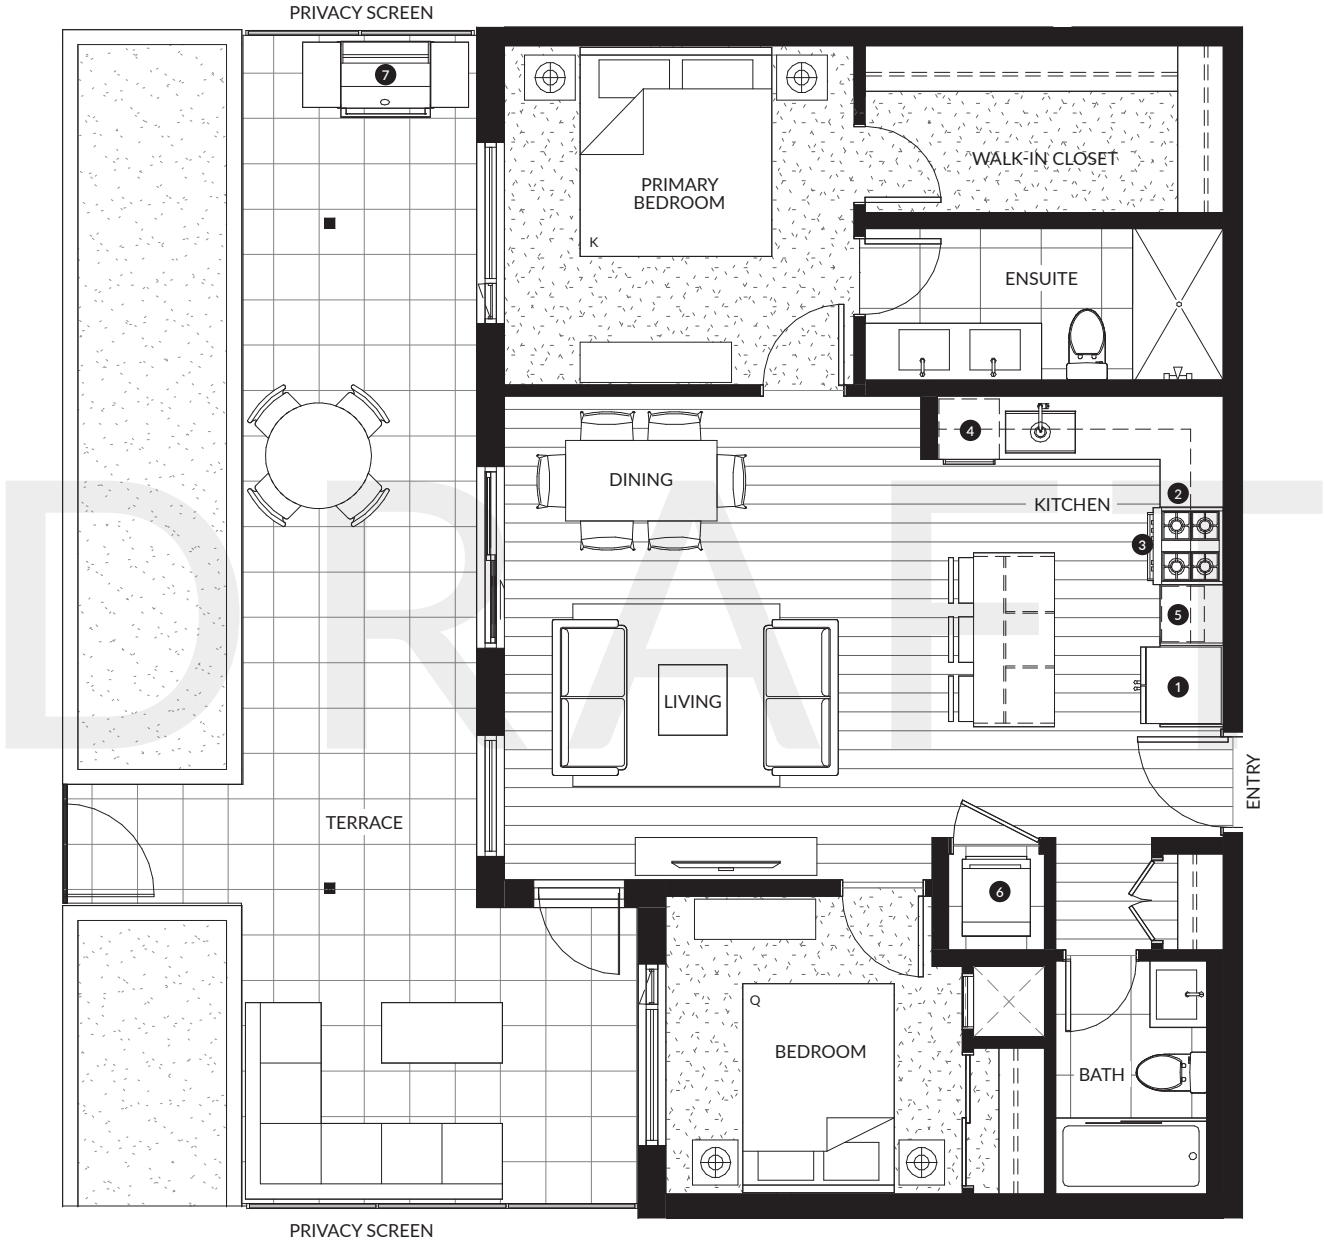 PRIVACY SCREEN
7
WALK-IN CLOSET
PRIMARY
BEDROOM
K
ENSUITE
4
DINING
2
KITCHEN
3
5
DRAFT
1
LIVING
ENTRY
TERRACE
6
Q
BEDROOM
BATH
PRIVACY SCREEN